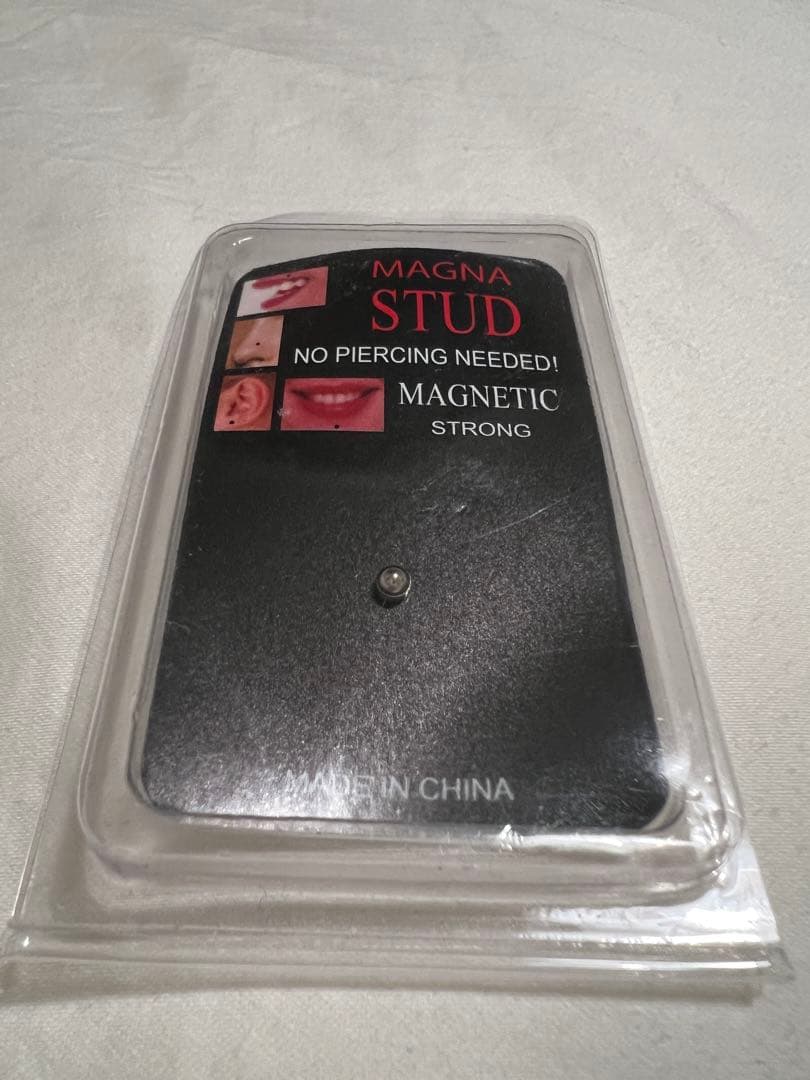 MAGNA
STUD
NO PIERCING NEEDED!
MAGNETIC
STRONG
MADE IN CHINA